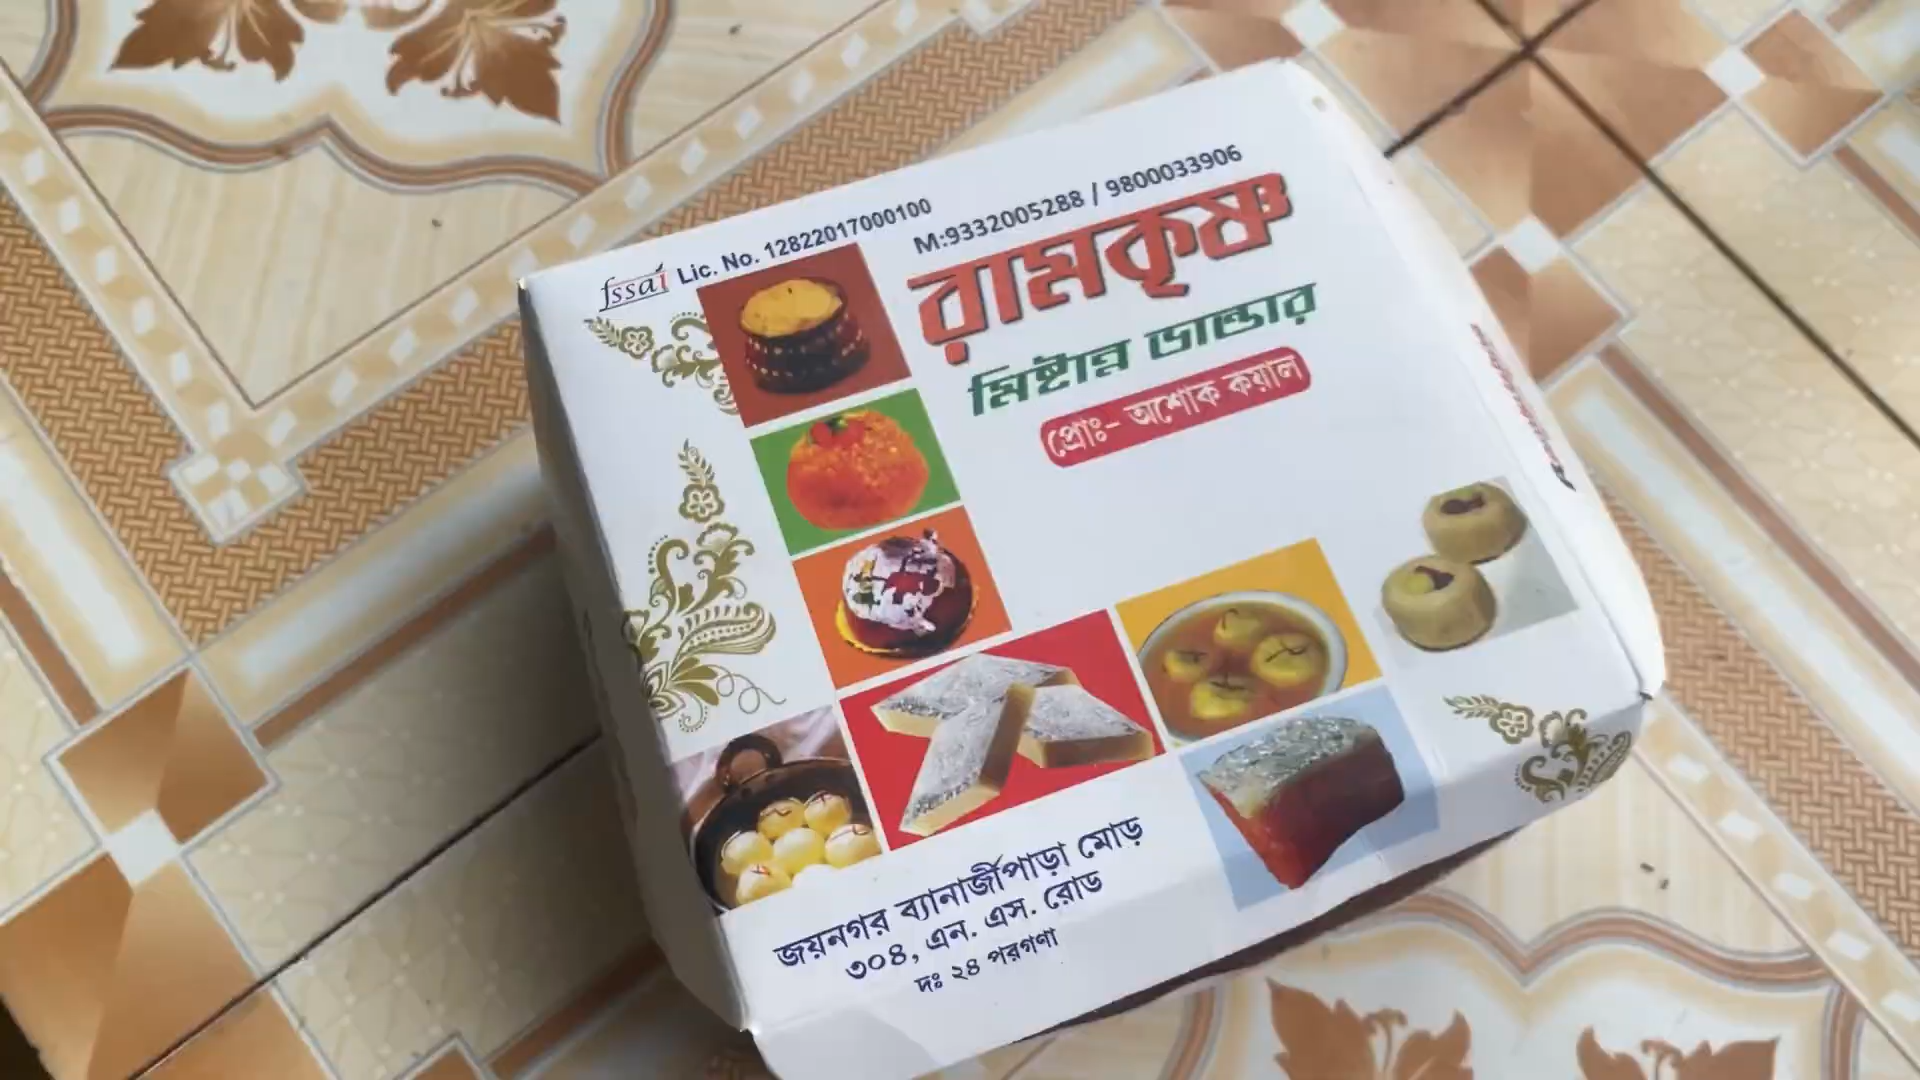 fssai Lic. No. 12822017000100
M:9332005288 / 9800033906
রামকৃষ্ণ
মিষ্টান্ন ভান্ডার
প্রোঃ- অশোক কয়াল
জয়নগর ব্যানার্জীপাড়া মোড়
৩০৪, এন. এস. রোড
দঃ ২৪ পরগণা